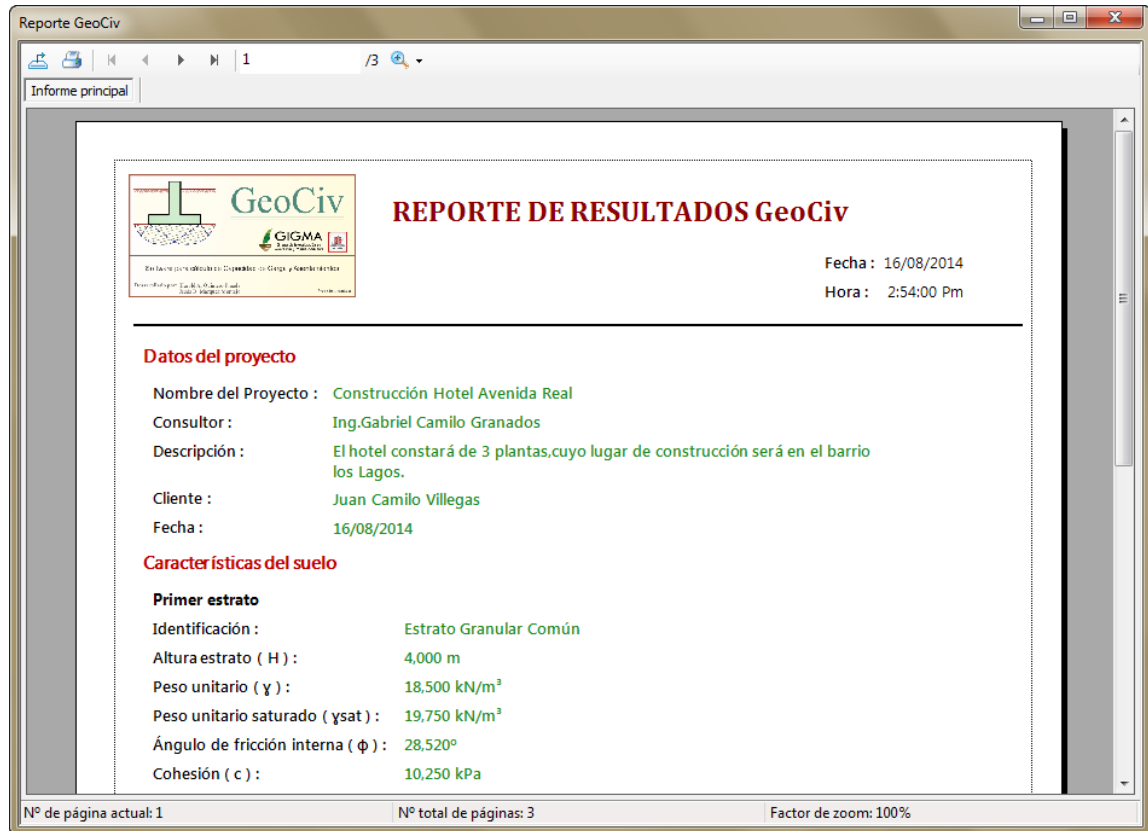 Reporte GeoCiv
1 /3
Informe principal
GeoCiv
GIGMA
REPORTE DE RESULTADOS GeoCiv
Fecha : 16/08/2014
Hora : 2:54:00 Pm
Datos del proyecto
Nombre del Proyecto : Construcción Hotel Avenida Real
Consultor : Ing.Gabriel Camilo Granados
Descripción : El hotel constará de 3 plantas,cuyo lugar de construcción será en el barrio
los Lagos.
Cliente : Juan Camilo Villegas
Fecha : 16/08/2014
Características del suelo
Primer estrato
Identificación : Estrato Granular Común
Altura estrato ( H ) : 4,000 m
Peso unitario ( γ ) : 18,500 kN/m³
Peso unitario saturado ( γsat ) : 19,750 kN/m³
Ángulo de fricción interna ( ϕ ) : 28,520º
Cohesión ( c ) : 10,250 kPa
Nº de página actual: 1 Nº total de páginas: 3 Factor de zoom: 100%